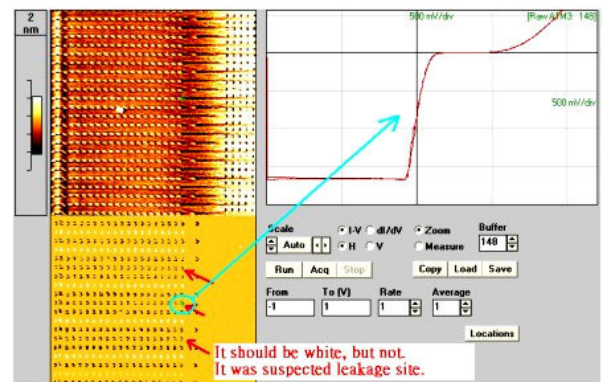 2
nm
500 mV/div
[Raw ATM3 148]
500 mV/div
Scale
I-V dI/dV
Zoom
Buffer
Auto
H V
Measure
148
Run Acq Stop
Copy Load Save
From To (V) Rate Average
-1 1 1 1
Locations
It should be white, but not.
It was suspected leakage site.